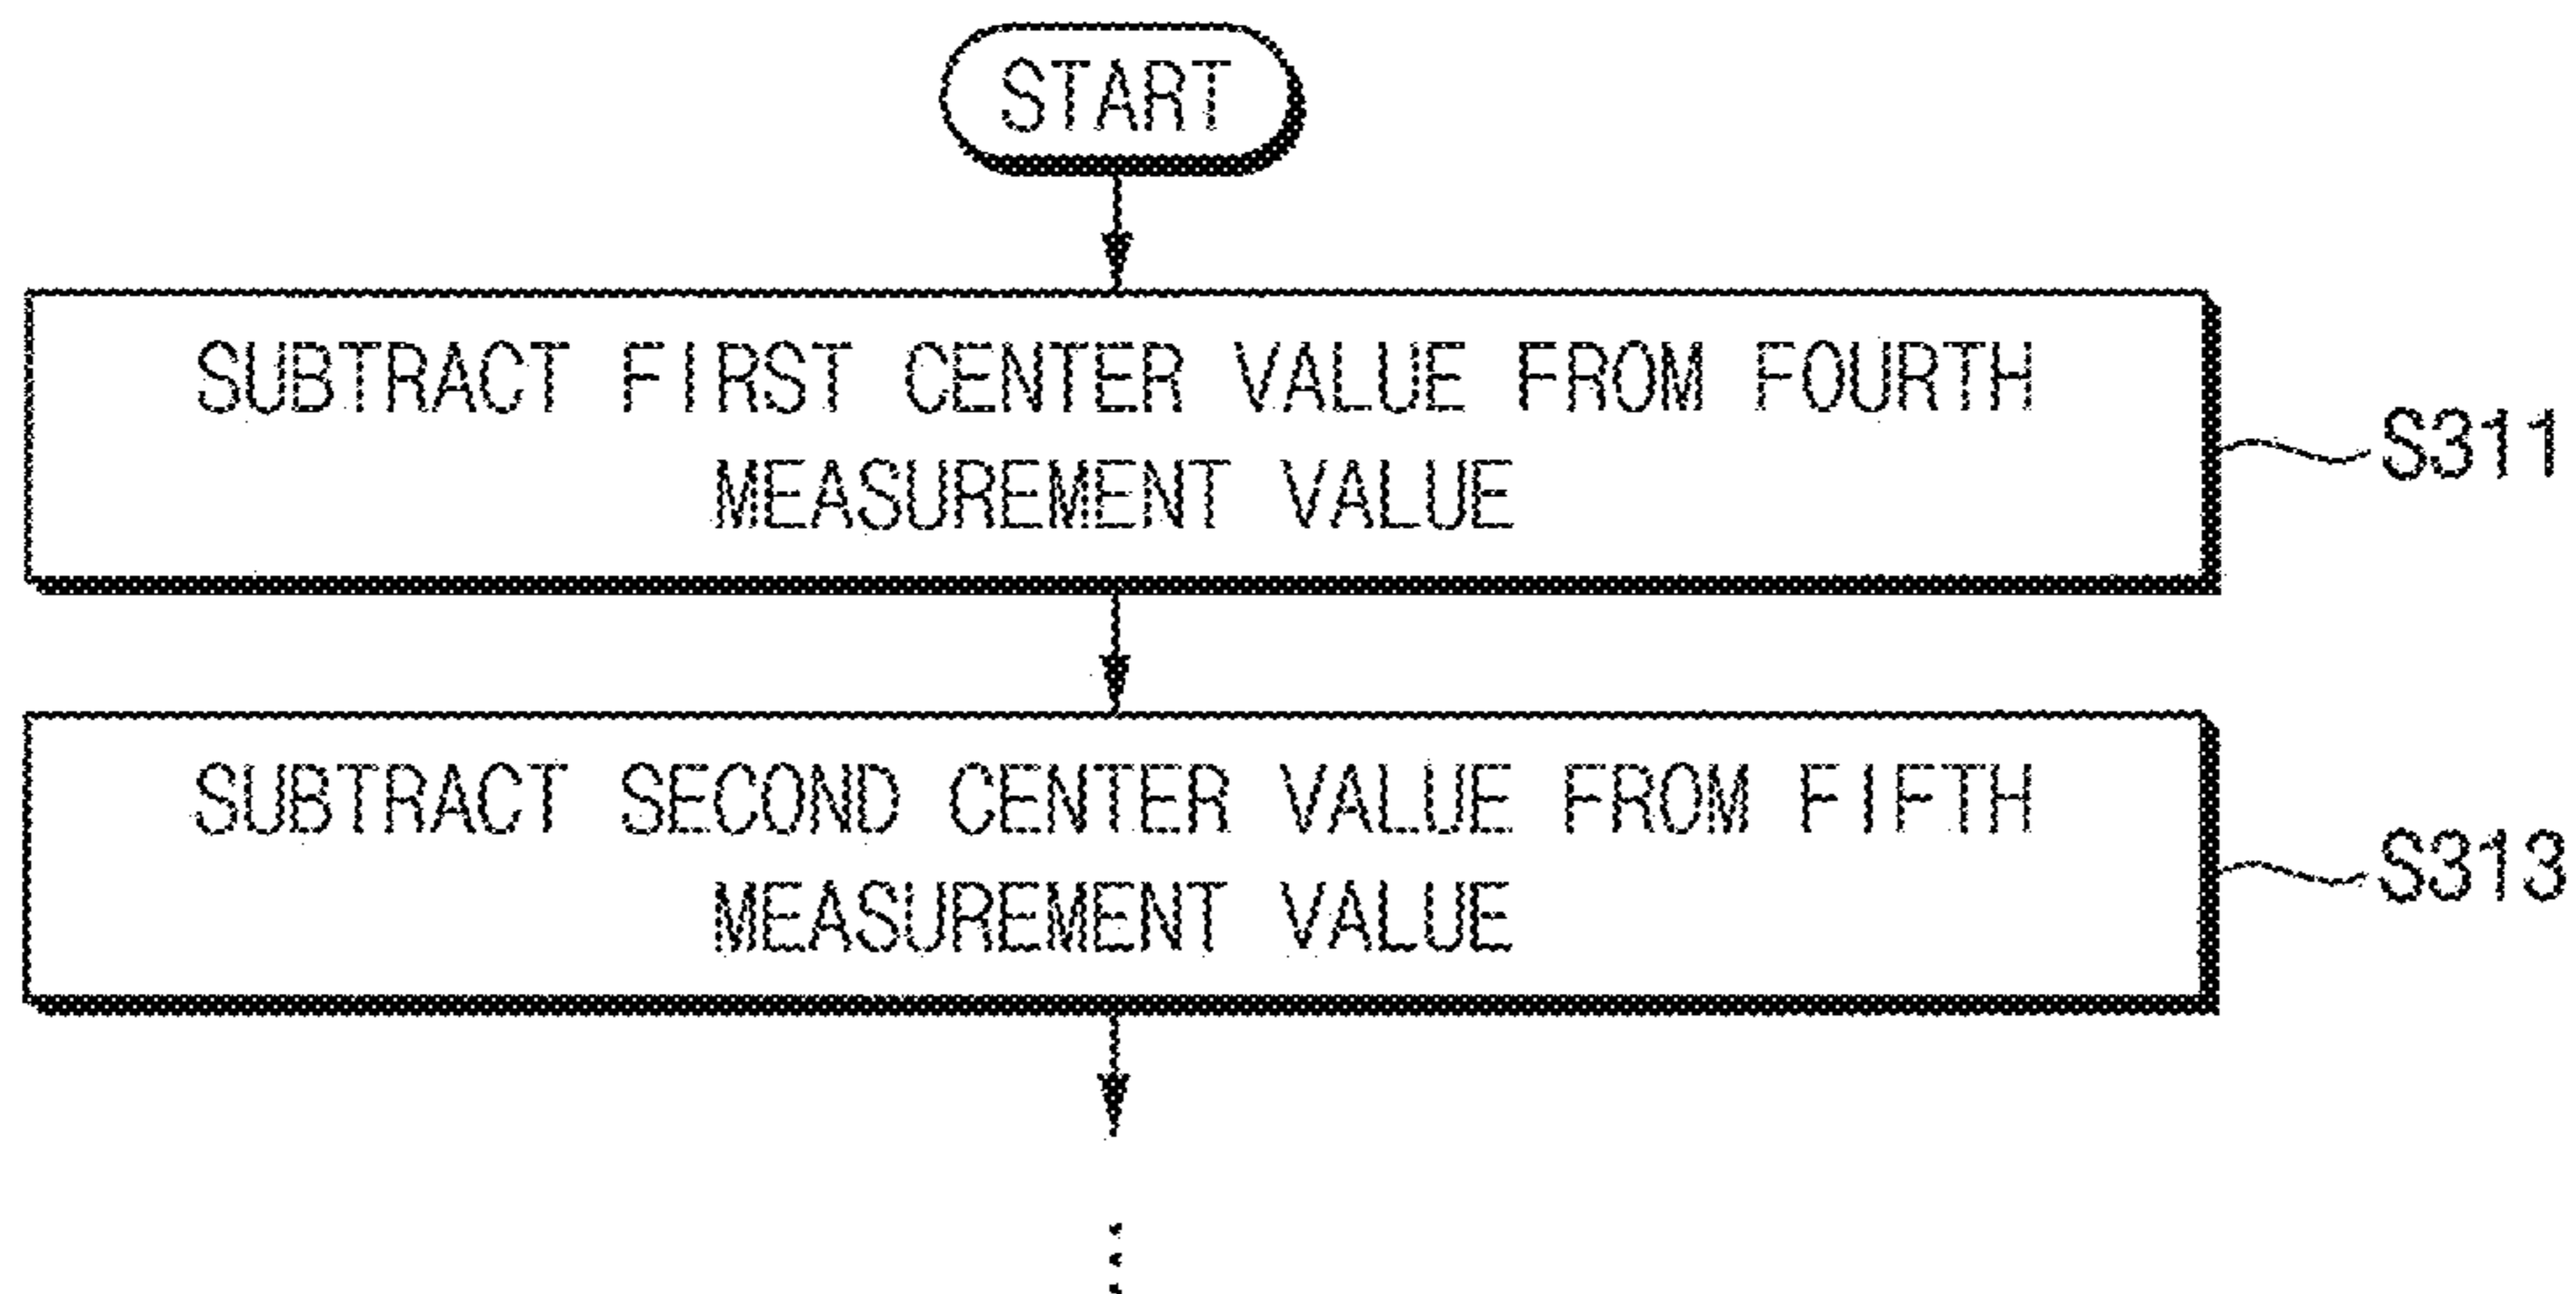 START
SUBTRACT FIRST CENTER VALUE FROM FOURTH
MEASUREMENT VALUE
S311
SUBTRACT SECOND CENTER VALUE FROM FIFTH
MEASUREMENT VALUE
S313